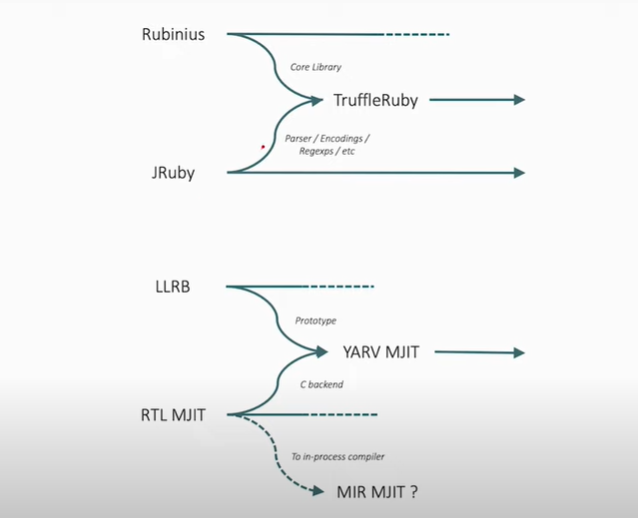 Rubinius
Core Library
TruffleRuby
Parser / Encodings /
Regexps / etc
JRuby
LLRB
Prototype
YARV MJIT
C backend
RTL MJIT
To in-process compiler
MIR MJIT ?